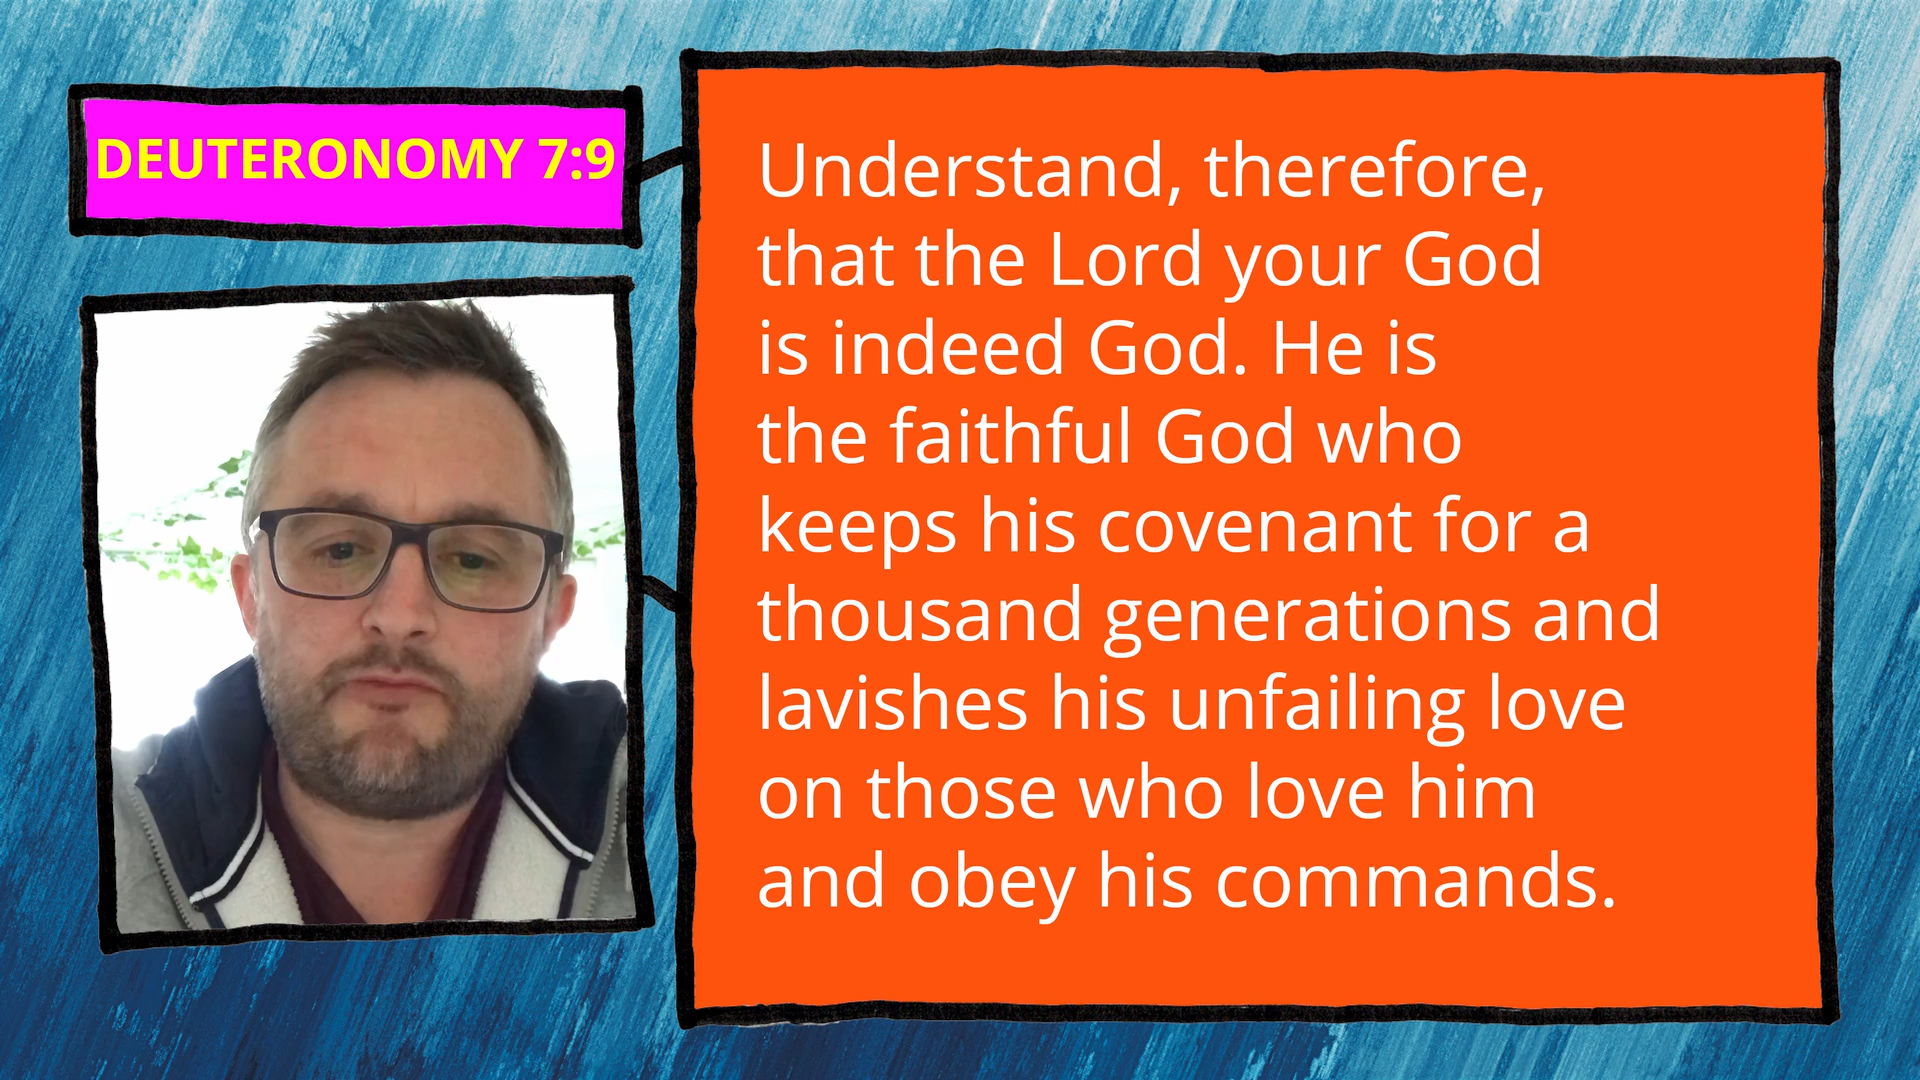 DEUTERONOMY 7:9
Understand, therefore,
that the Lord your God
is indeed God. He is
the faithful God who
keeps his covenant for a
thousand generations and
lavishes his unfailing love
on those who love him
and obey his commands.